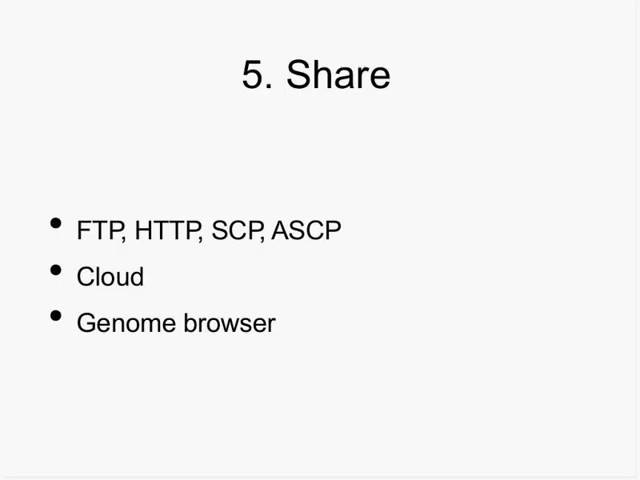 5. Share
• FTP, HTTP, SCP, ASCP
• Cloud
• Genome browser